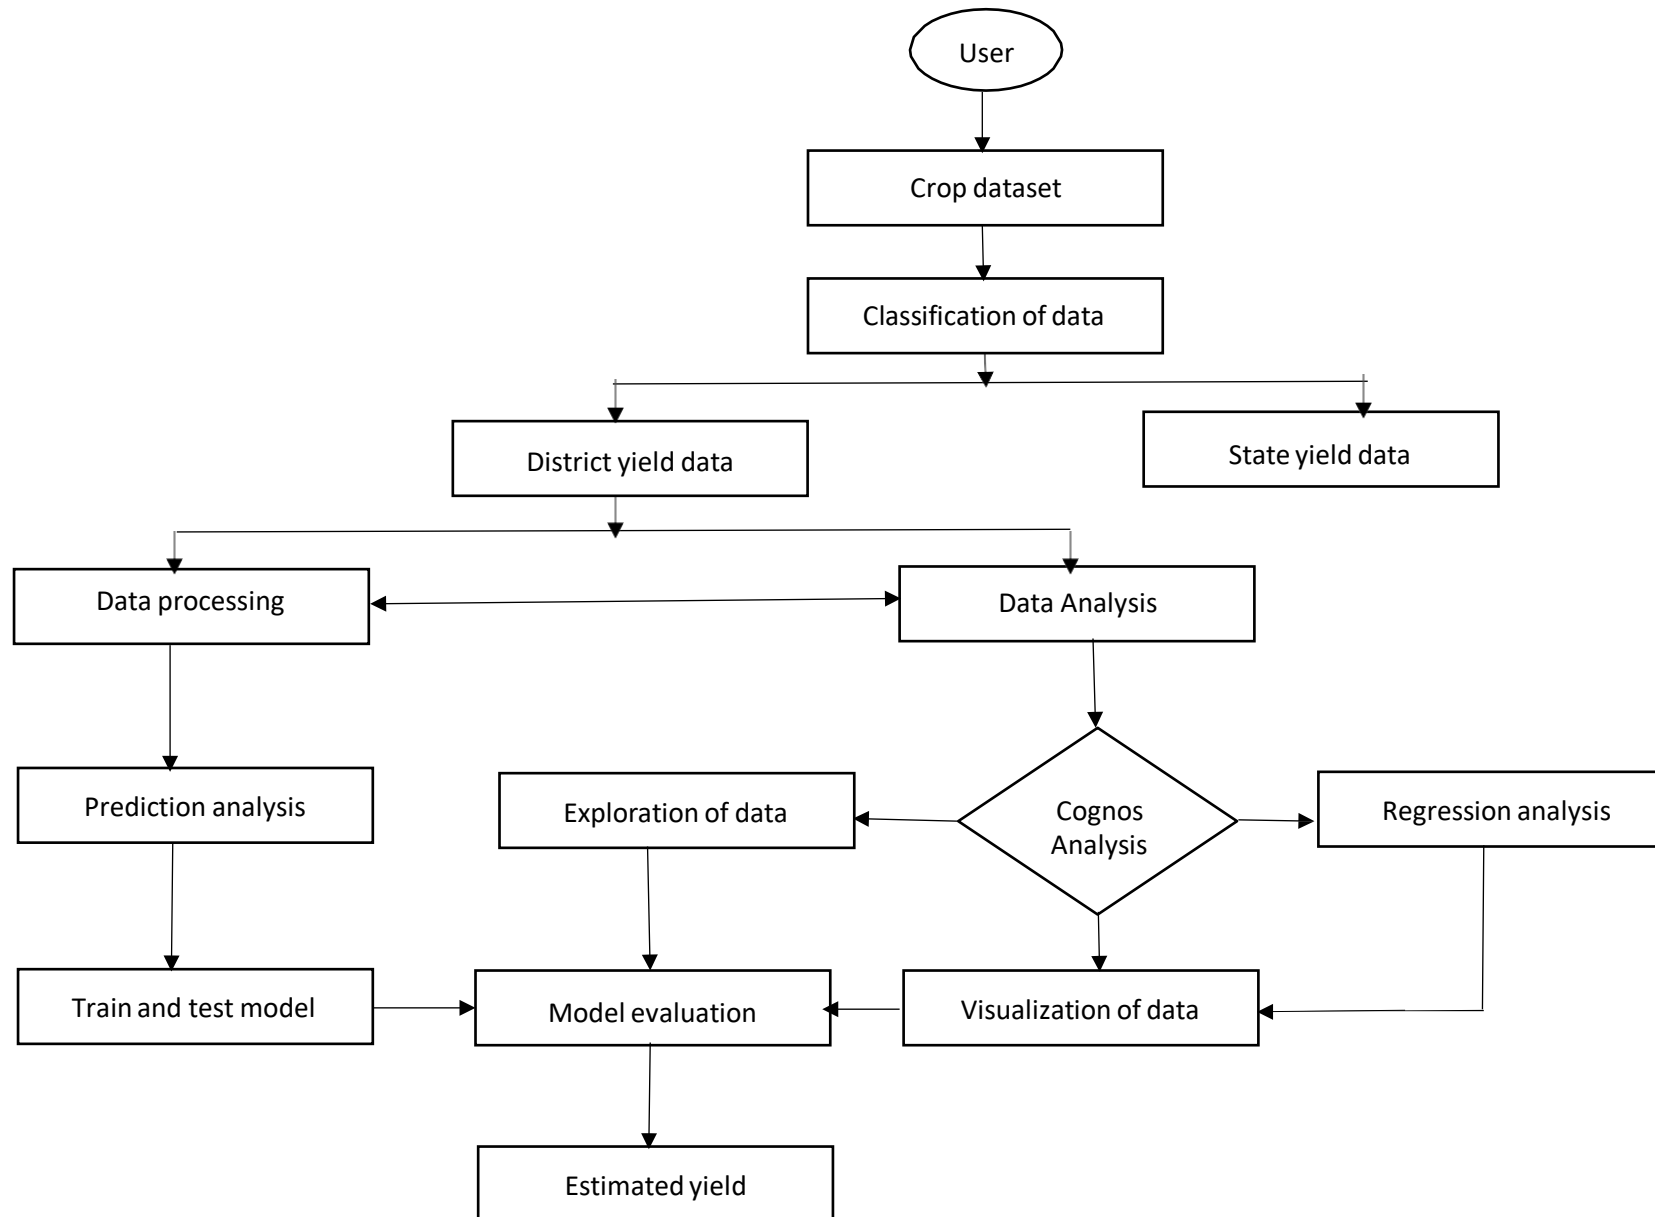 User
Crop dataset
Classification of data
District yield data
State yield data
Data processing
Data Analysis
Prediction analysis
Exploration of data
Cognos
Analysis
Regression analysis
Train and test model
Model evaluation
Visualization of data
Estimated yield